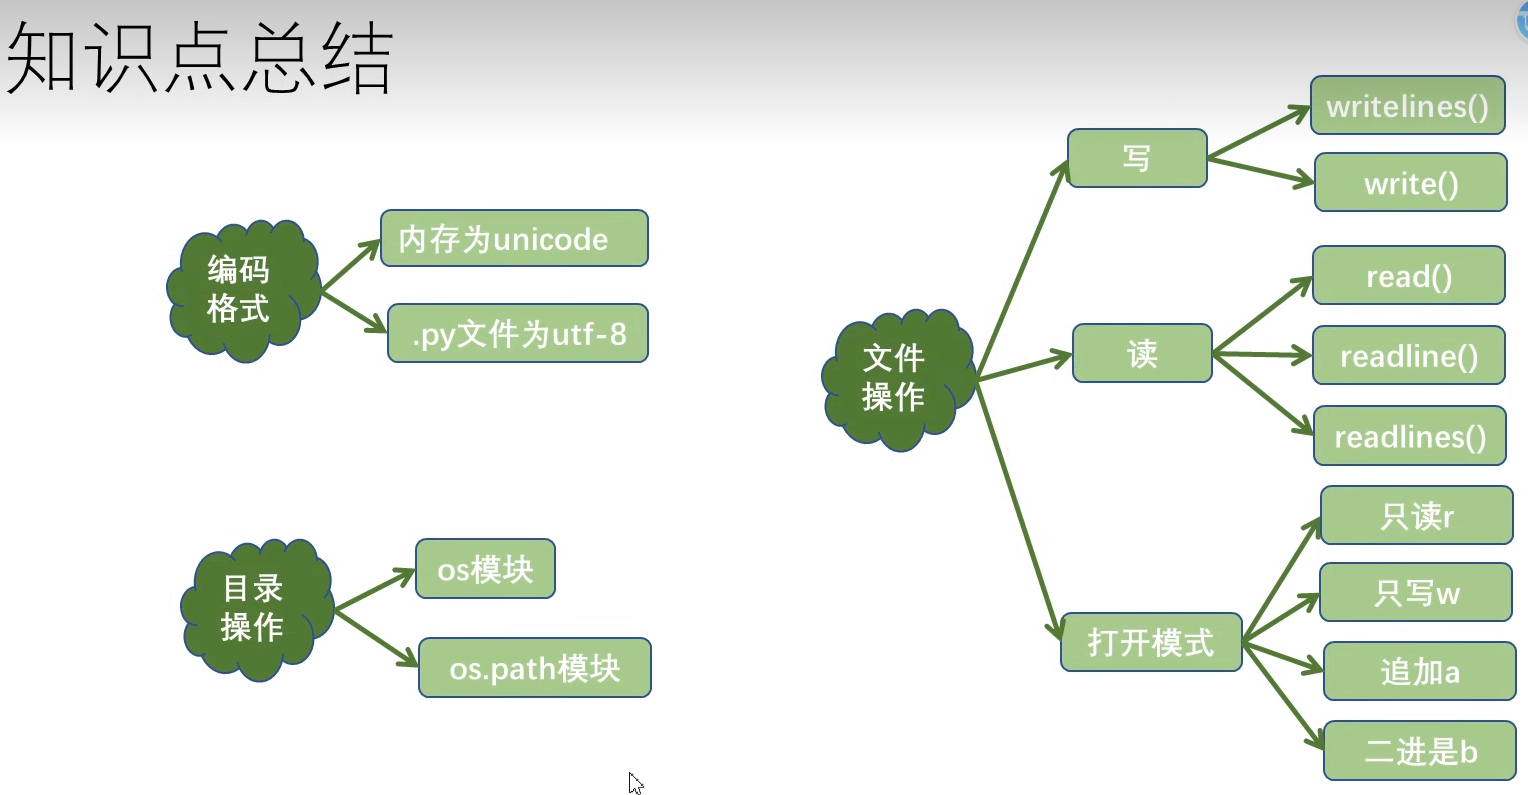 知识点总结
编码
格式
内存为unicode
.py文件为utf-8
目录
操作
os模块
os.path模块
文件
操作
写
writelines()
write()
读
read()
readline()
readlines()
打开模式
只读r
只写w
追加a
二进是b